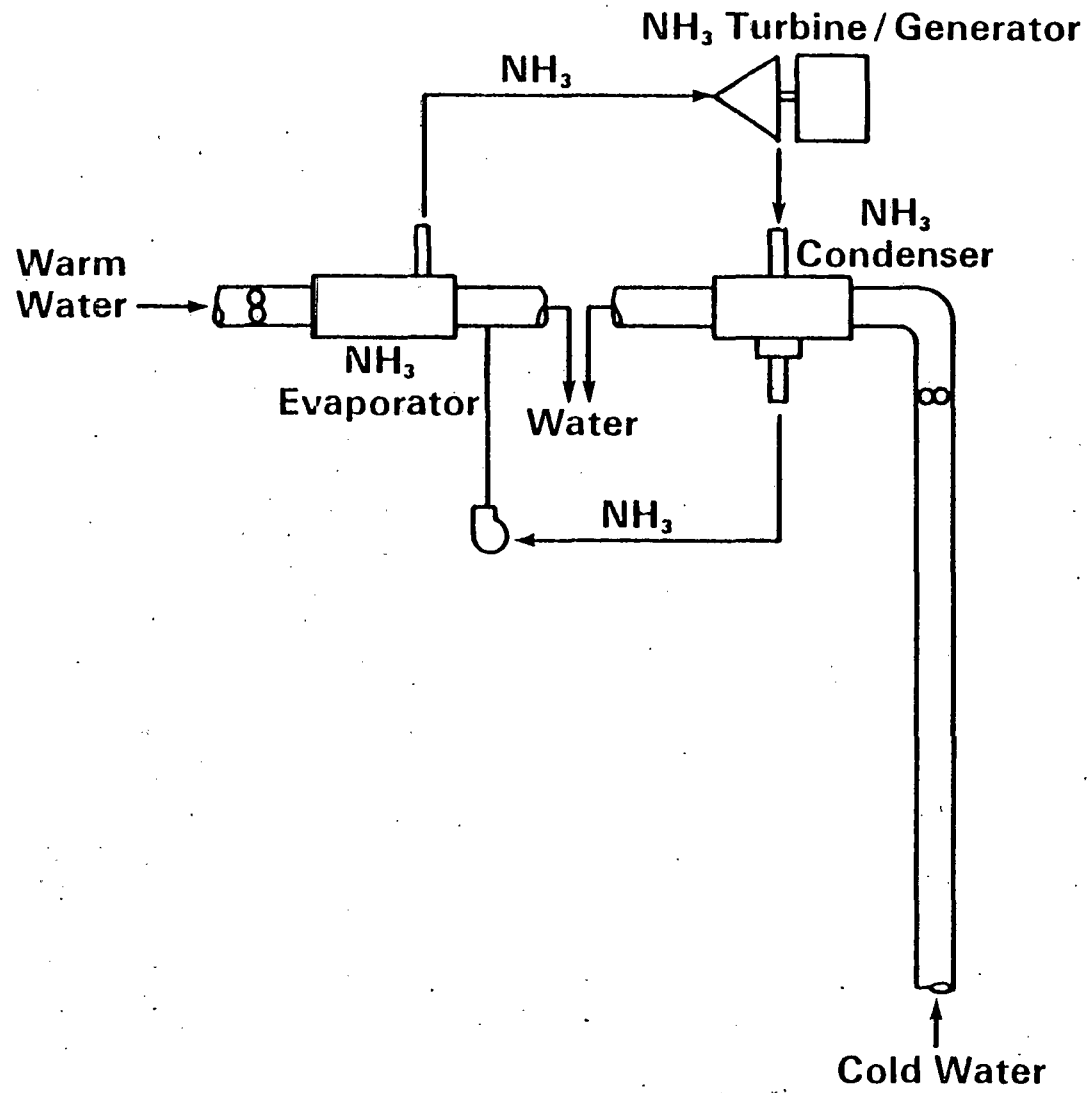 NH₃ Turbine / Generator
NH₃
NH₃
Condenser
Warm
Water
NH₃
Evaporator
Water
NH₃
Cold Water